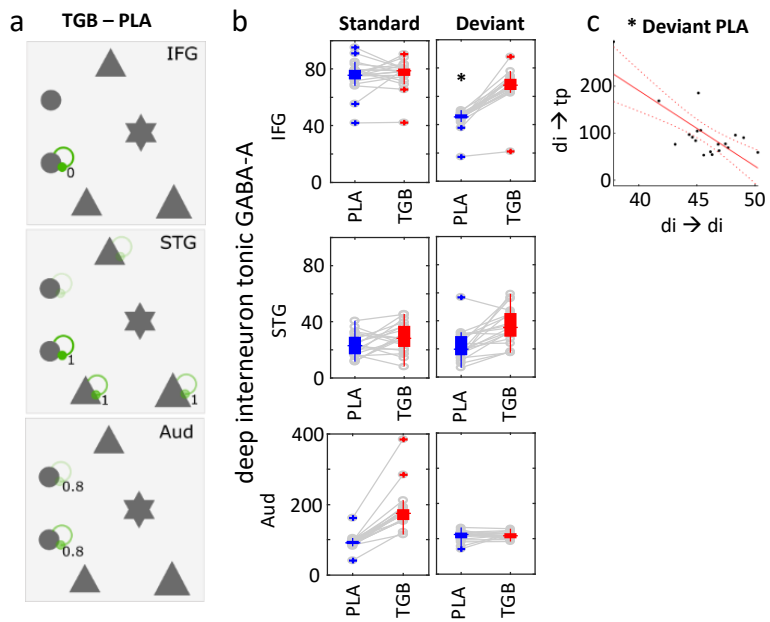 a
TGB – PLA
IFG
0
STG
1
1
1
Aud
0.8
0.8
b
deep interneuron tonic GABA-A
Standard
Deviant
IFG
80
40
0
*
PLA
TGB
PLA
TGB
STG
80
40
0
PLA
TGB
PLA
TGB
Aud
400
200
0
PLA
TGB
PLA
TGB
c
* Deviant PLA
di → tp
200
100
0
40
45
50
di → di